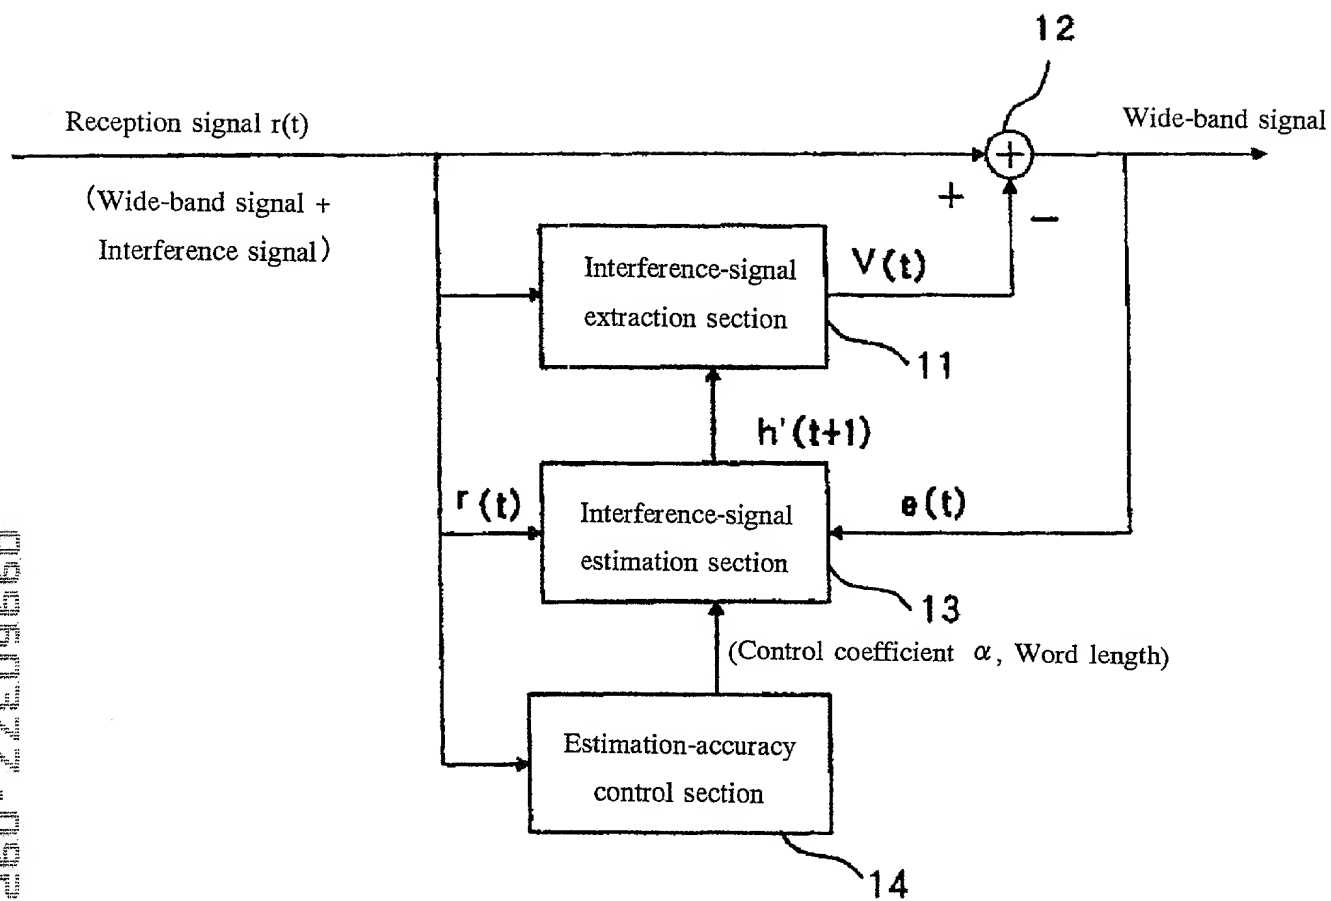 12
Reception signal r(t)
Wide-band signal
(Wide-band signal +
Interference signal)
+
+
−
Interference-signal
extraction section
V(t)
11
h'(t+1)
r(t)
Interference-signal
estimation section
e(t)
13
(Control coefficient α, Word length)
Estimation-accuracy
control section
14